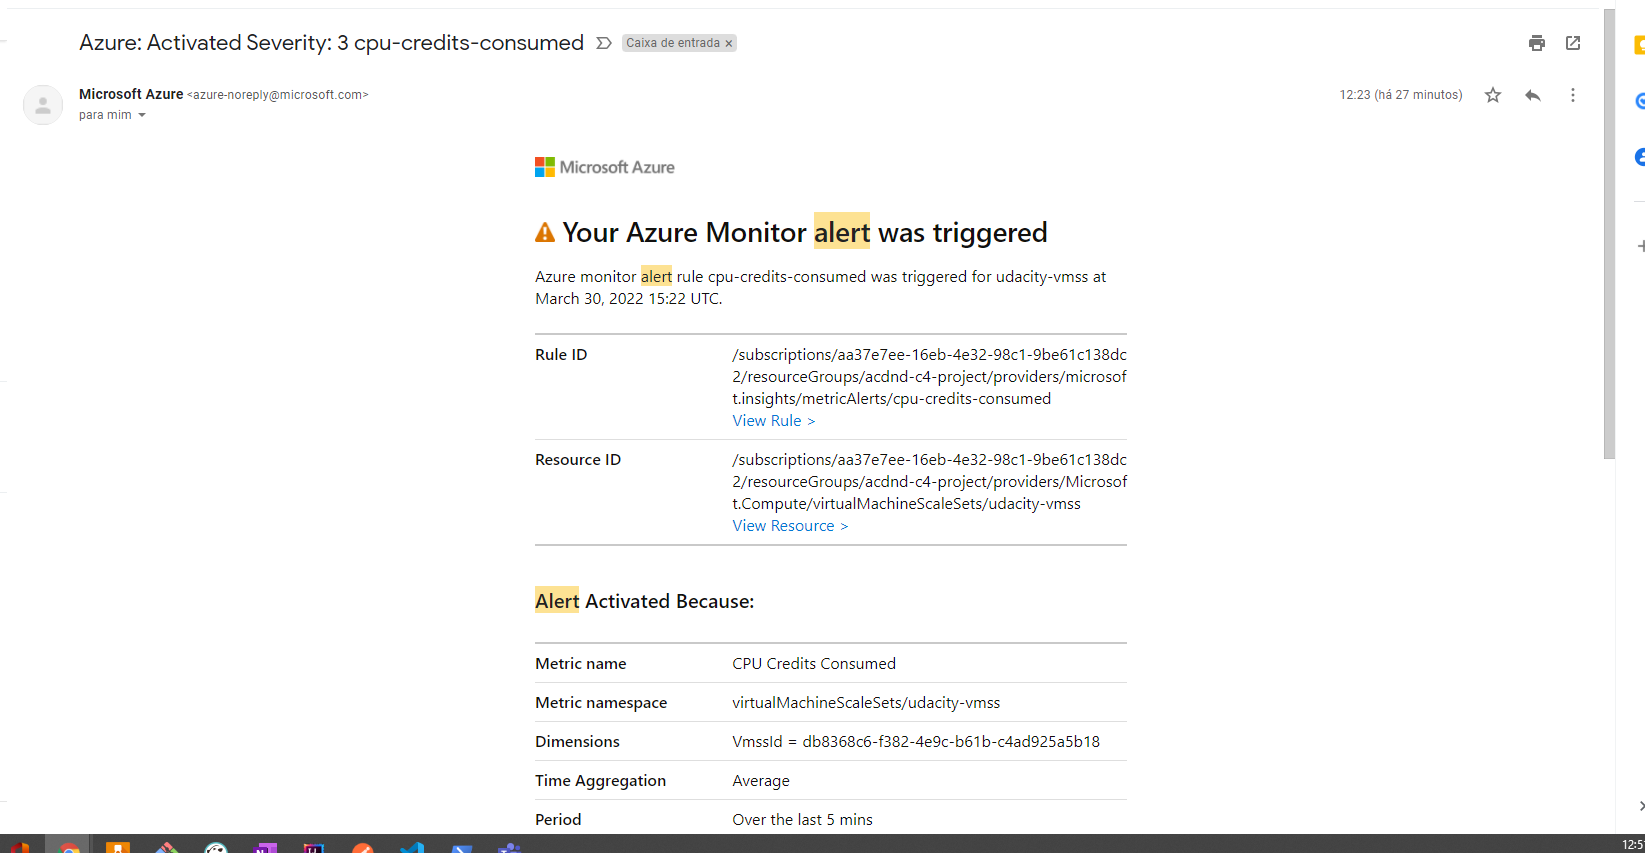 Azure: Activated Severity: 3 cpu-credits-consumed Caixa de entrada ×
Microsoft Azure <azure-noreply@microsoft.com> 12:23 (há 27 minutos)
para mim
Microsoft Azure
Your Azure Monitor alert was triggered
Azure monitor alert rule cpu-credits-consumed was triggered for udacity-vmss at
March 30, 2022 15:22 UTC.
Rule ID /subscriptions/aa37e7ee-16eb-4e32-98c1-9be61c138dc
2/resourceGroups/acdnd-c4-project/providers/microsof
t.insights/metricAlerts/cpu-credits-consumed
View Rule >
Resource ID /subscriptions/aa37e7ee-16eb-4e32-98c1-9be61c138dc
2/resourceGroups/acdnd-c4-project/providers/Microsof
t.Compute/virtualMachineScaleSets/udacity-vmss
View Resource >
Alert Activated Because:
Metric name CPU Credits Consumed
Metric namespace virtualMachineScaleSets/udacity-vmss
Dimensions VmssId = db8368c6-f382-4e9c-b61b-c4ad925a5b18
Time Aggregation Average
Period Over the last 5 mins